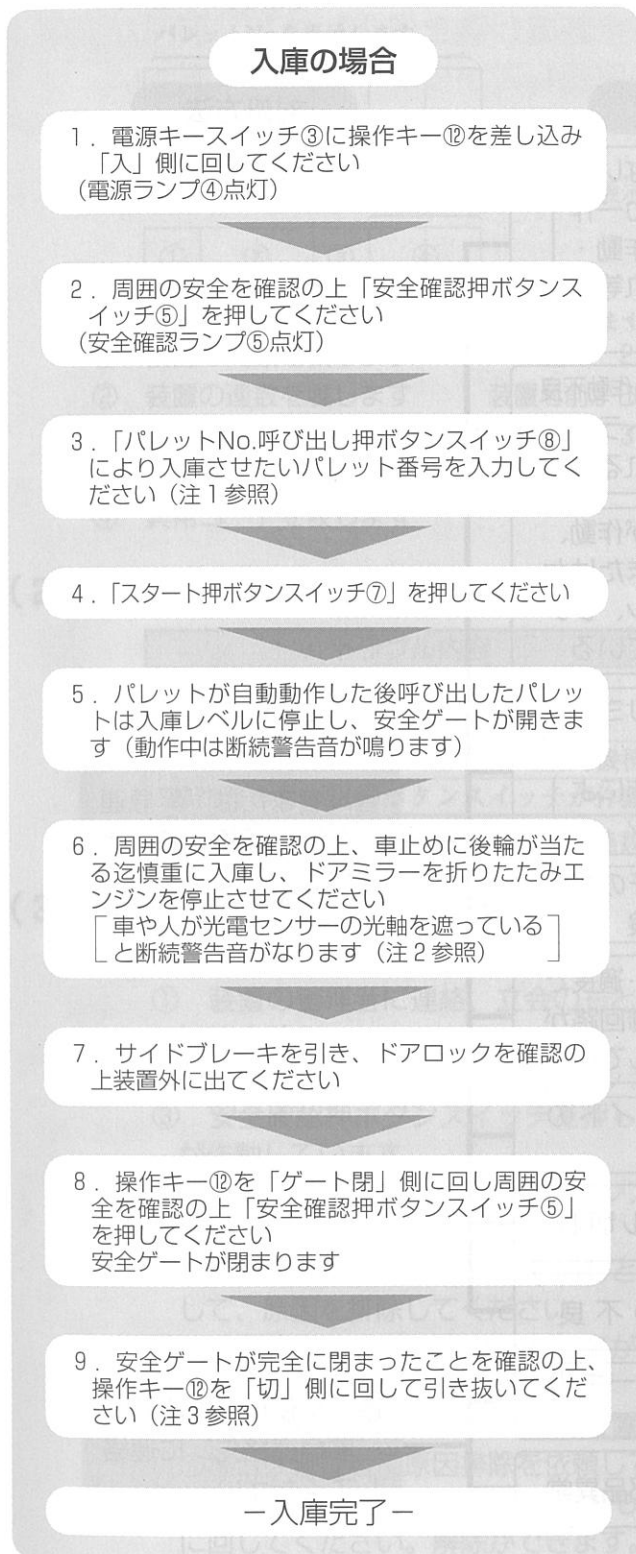 入庫の場合
1．電源キースイッチ③に操作キー⑫を差し込み
「入」側に回してください
（電源ランプ④点灯）
2．周囲の安全を確認の上「安全確認押ボタンス
イッチ⑤」を押してください
（安全確認ランプ⑤点灯）
3．「パレットNo.呼び出し押ボタンスイッチ⑧」
により入庫させたいパレット番号を入力してく
ださい（注1参照）
4．「スタート押ボタンスイッチ⑦」を押してください
5．パレットが自動動作した後呼び出したパレッ
トは入庫レベルに停止し、安全ゲートが開きま
す（動作中は断続警告音が鳴ります）
6．周囲の安全を確認の上、車止めに後輪が当た
る迄慎重に入庫し、ドアミラーを折りたたみエ
ンジンを停止させてください
［車や人が光電センサーの光軸を遮っている
と断続警告音がなります（注2参照）］
7．サイドブレーキを引き、ドアロックを確認の
上装置外に出てください
8．操作キー⑫を「ゲート閉」側に回し周囲の安
全を確認の上「安全確認押ボタンスイッチ⑤」
を押してください
安全ゲートが閉まります
9．安全ゲートが完全に閉まったことを確認の上、
操作キー⑫を「切」側に回して引き抜いてくだ
さい（注3参照）
－入庫完了－